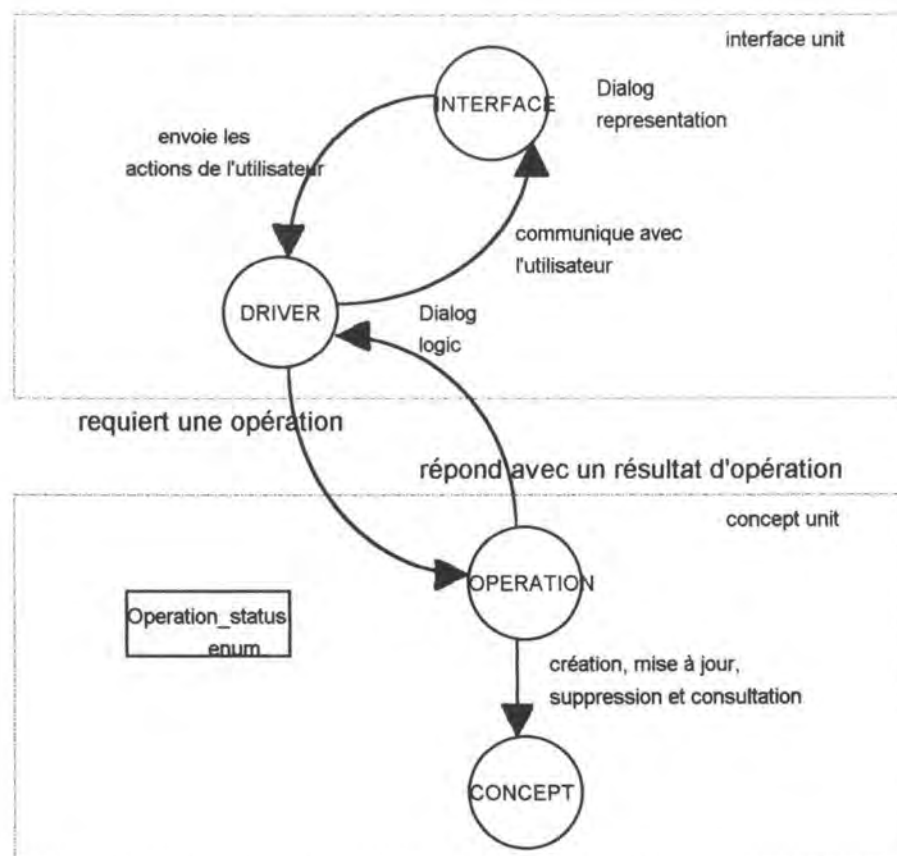 interface unit
INTERFACE
Dialog
representation
envoie les
actions de l'utilisateur
communique avec
l'utilisateur
DRIVER
Dialog
logic
requiert une opération
répond avec un résultat d'opération
concept unit
OPERATION
Operation_status
enum
création, mise à jour,
suppression et consultation
CONCEPT